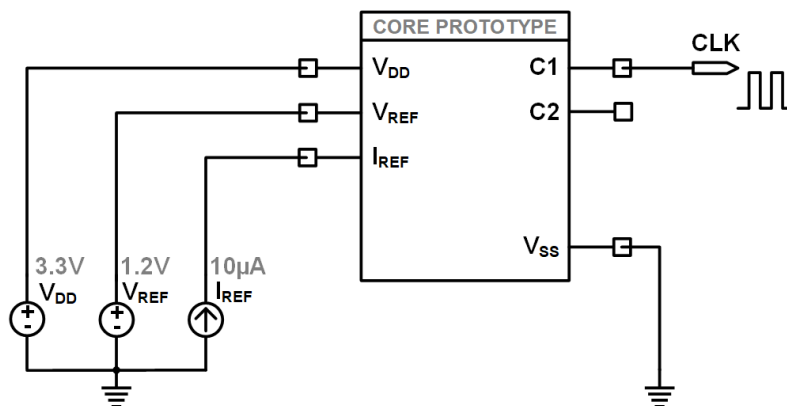 CORE PROTOTYPE
CLK
VDD
C1
VREF
C2
IREF
VSS
3.3V
1.2V
10µA
VDD
VREF
IREF